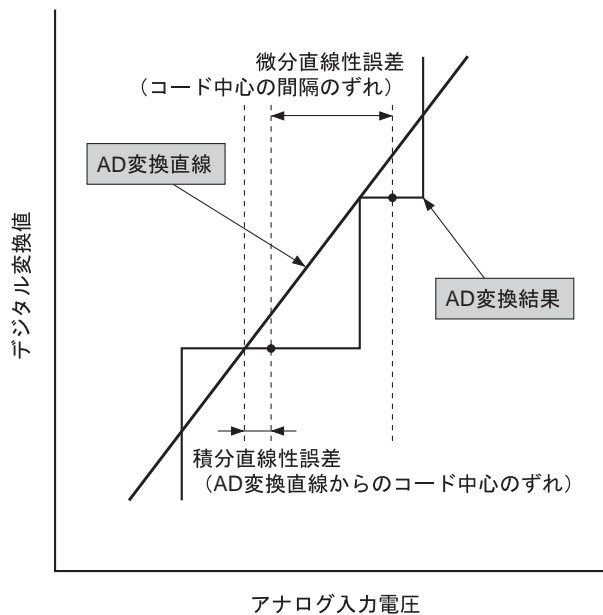 微分直線性誤差
（コード中心の間隔のずれ）
AD変換直線
デジタル変換値
AD変換結果
積分直線性誤差
（AD変換直線からのコード中心のずれ）
アナログ入力電圧